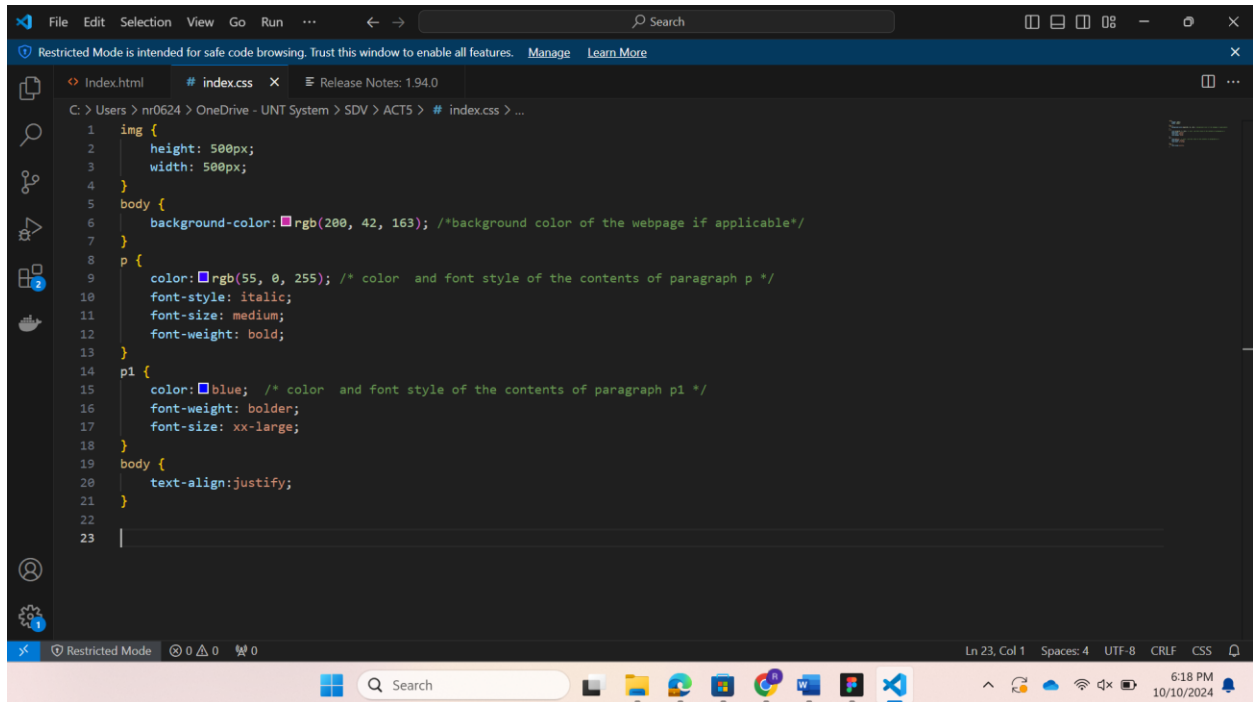 File Edit Selection View Go Run ··· Search
Restricted Mode is intended for safe code browsing. Trust this window to enable all features. Manage Learn More
Index.html # index.css Release Notes: 1.94.0
C: > Users > nr0624 > OneDrive - UNT System > SDV > ACT5 > # index.css > ...
1 img {
2 height: 500px;
3 width: 500px;
4 }
5 body {
6 background-color: rgb(200, 42, 163); /*background color of the webpage if applicable*/
7 }
8 p {
9 color: rgb(55, 0, 255); /* color  and font style of the contents of paragraph p */
10 font-style: italic;
11 font-size: medium;
12 font-weight: bold;
13 }
14 p1 {
15 color: blue;  /* color  and font style of the contents of paragraph p1 */
16 font-weight: bolder;
17 font-size: xx-large;
18 }
19 body {
20 text-align:justify;
21 }
22
23
2
1
Restricted Mode 0 0 0 Ln 23, Col 1 Spaces: 4 UTF-8 CRLF CSS
Search 6:18 PM
10/10/2024